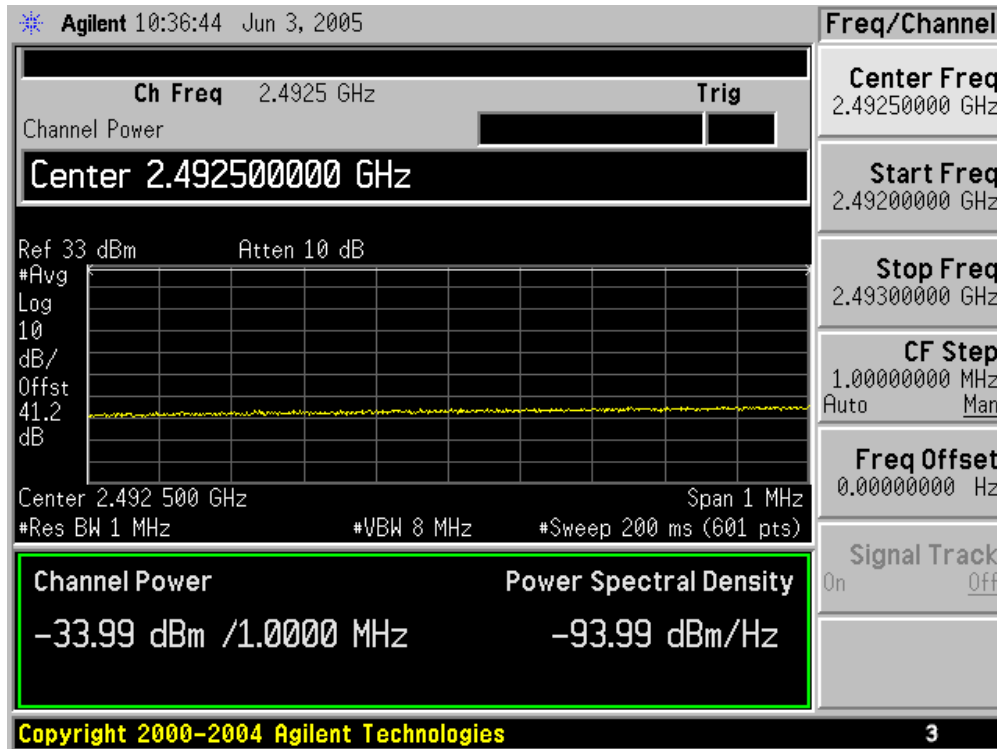 Agilent 10:36:44 Jun 3, 2005
Freq/Channel
Ch Freq 2.4925 GHz Trig
Channel Power
Center 2.492500000 GHz
Ref 33 dBm Atten 10 dB
#Avg
Log
10
dB/
Offst
41.2
dB
Center 2.492 500 GHz Span 1 MHz
#Res BW 1 MHz #VBW 8 MHz #Sweep 200 ms (601 pts)
Channel Power Power Spectral Density
-33.99 dBm /1.0000 MHz -93.99 dBm/Hz
Center Freq
2.49250000 GHz
Start Freq
2.49200000 GHz
Stop Freq
2.49300000 GHz
CF Step
1.00000000 MHz
Auto Man
Freq Offset
0.00000000 Hz
Signal Track
On Off
Copyright 2000-2004 Agilent Technologies 3